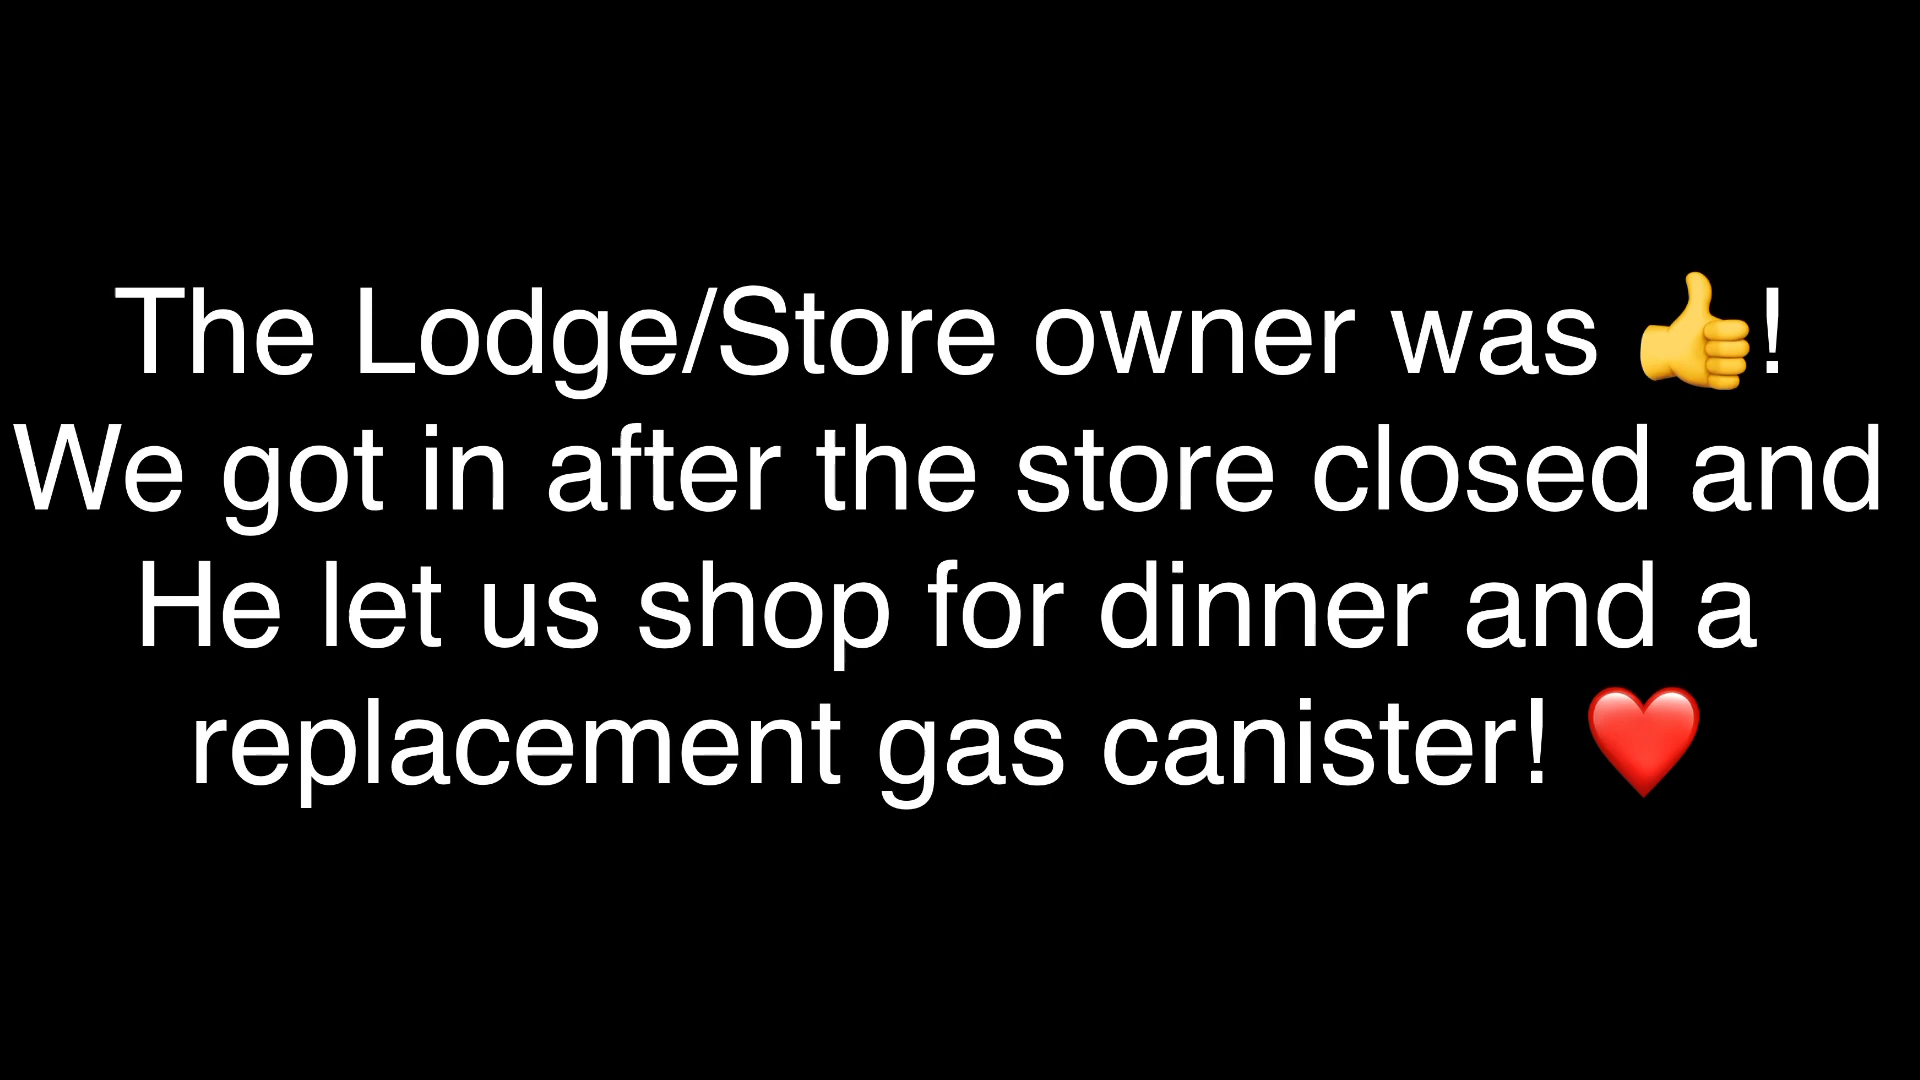 The Lodge/Store owner was 👍!
We got in after the store closed and
He let us shop for dinner and a
replacement gas canister! ❤️